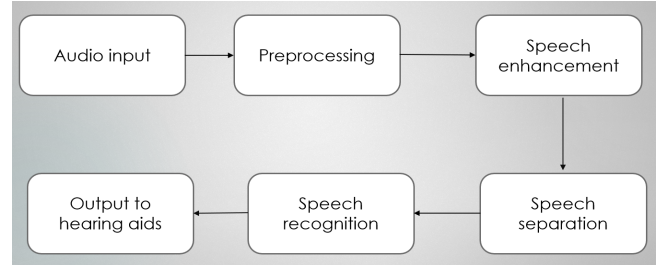 Audio input
Preprocessing
Speech
enhancement
Speech
separation
Speech
recognition
Output to
hearing aids